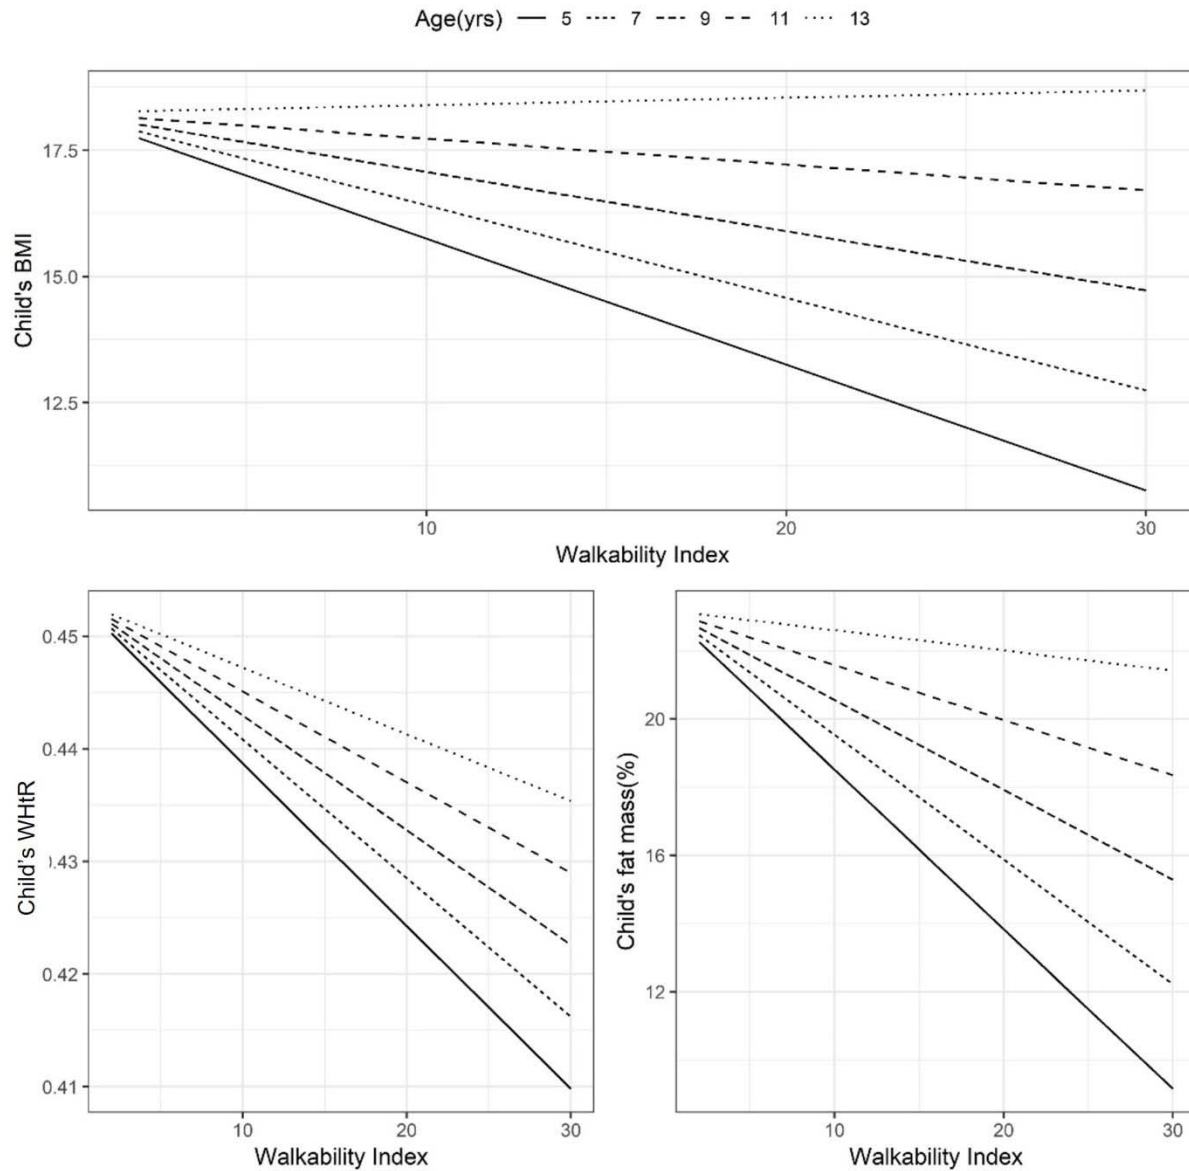 Age(yrs) 5 7 9 11 13
Child's BMI
17.5
15.0
12.5
10 20 30
Walkability Index
Child's WHtR
0.45
0.44
).43
0.42
0.41
10 20 30
Walkability Index
Child's fat mass(%)
20
16
12
10 20 30
Walkability Index